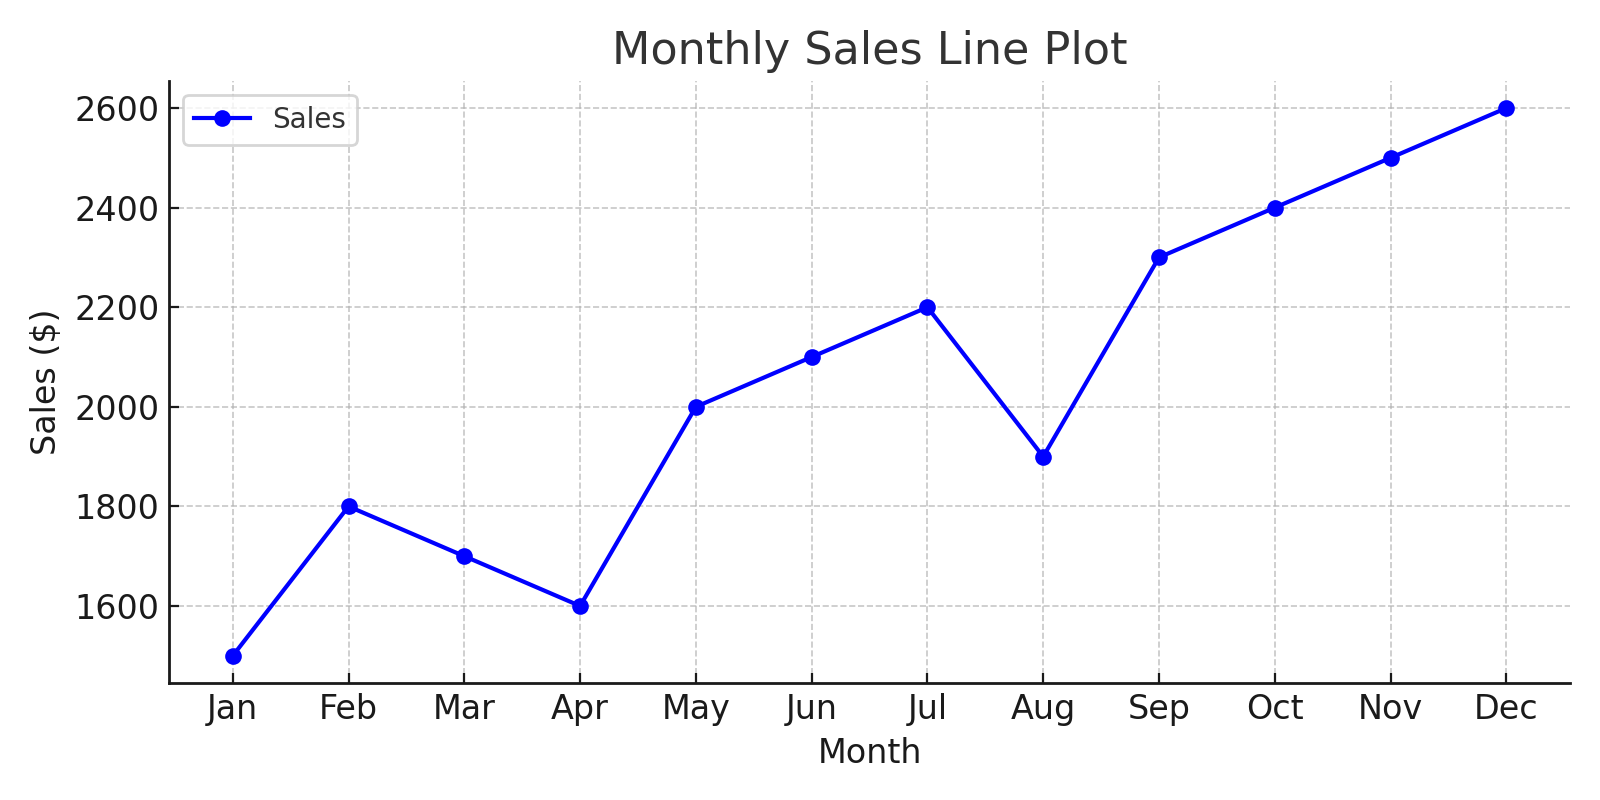 Monthly Sales Line Plot
Sales
2600
2400
2200
2000
1800
1600
Sales ($)
Jan Feb Mar Apr May Jun Jul Aug Sep Oct Nov Dec
Month